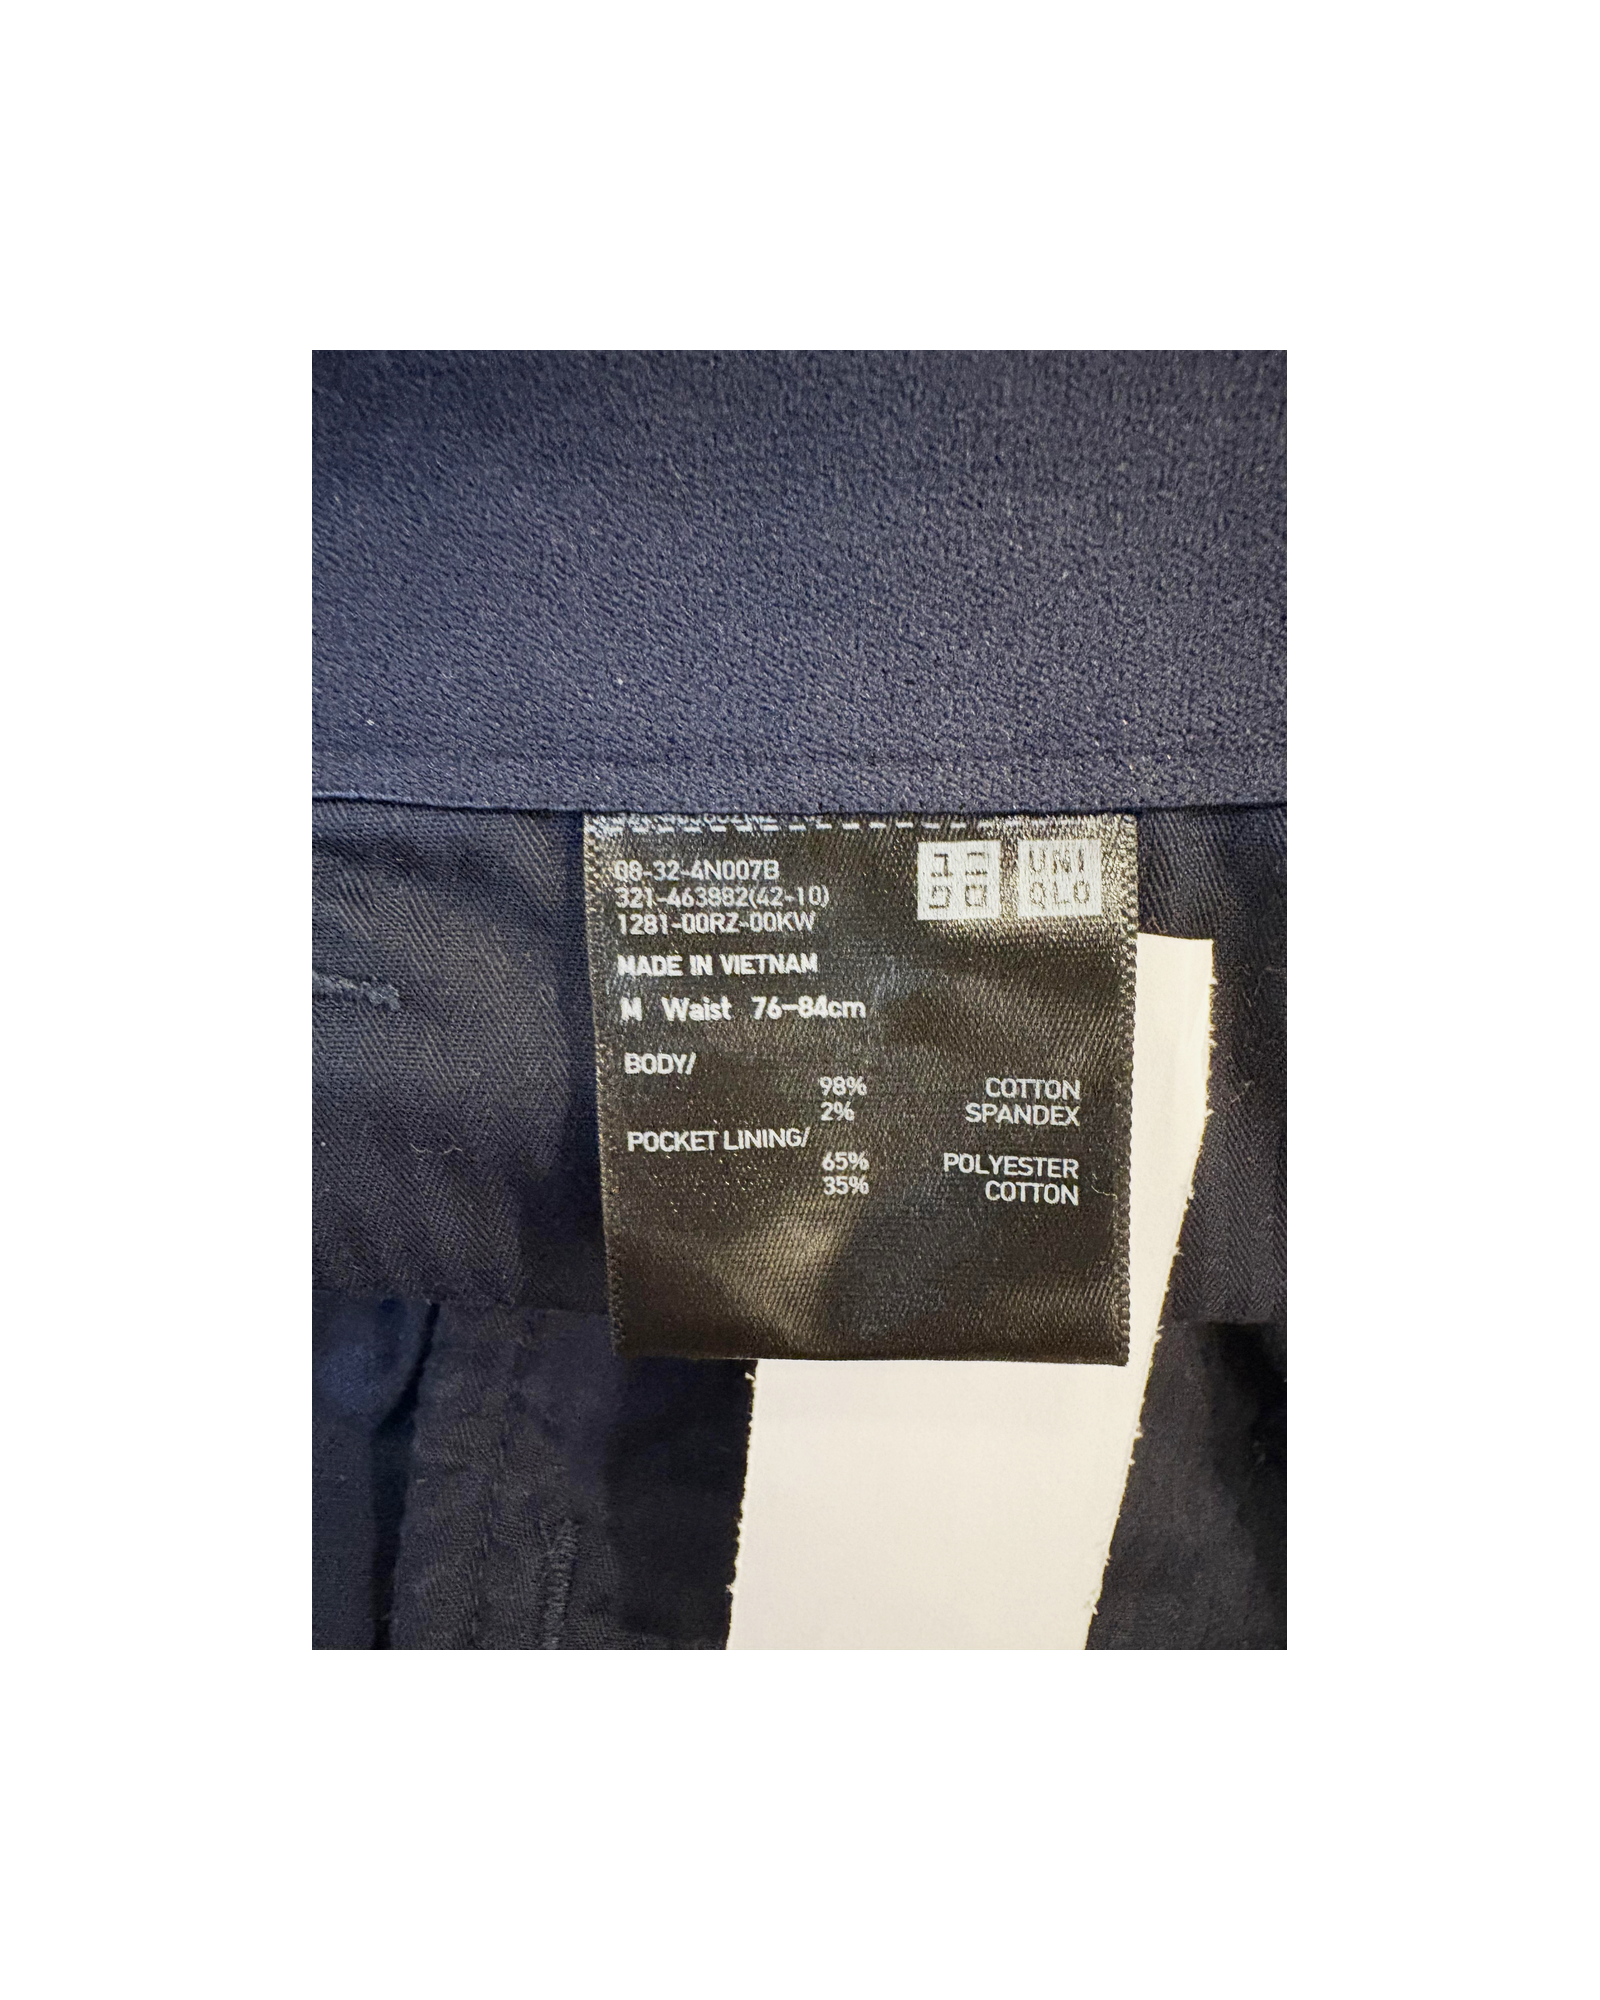 08-32-4N007B
321-463882(42-10)
1281-00RZ-00KW
ユニ
クロ
UNI
QLO
MADE IN VIETNAM
M Waist 76-84cm
BODY/
98% COTTON
2% SPANDEX
POCKET LINING/
65% POLYESTER
35% COTTON